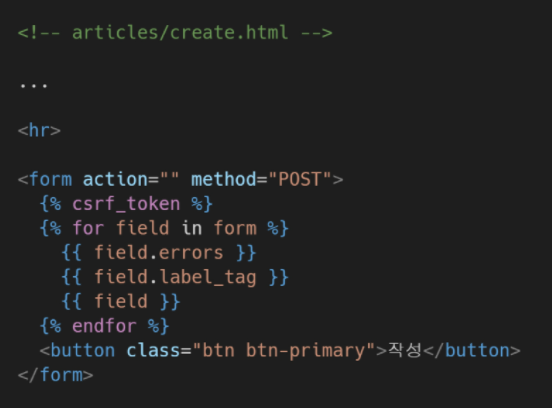 <!-- articles/create.html -->
...
<hr>
<form action="" method="POST">
{% csrf_token %}
{% for field in form %}
{{ field.errors }}
{{ field.label_tag }}
{{ field }}
{% endfor %}
<button class="btn btn-primary">작성</button>
</form>